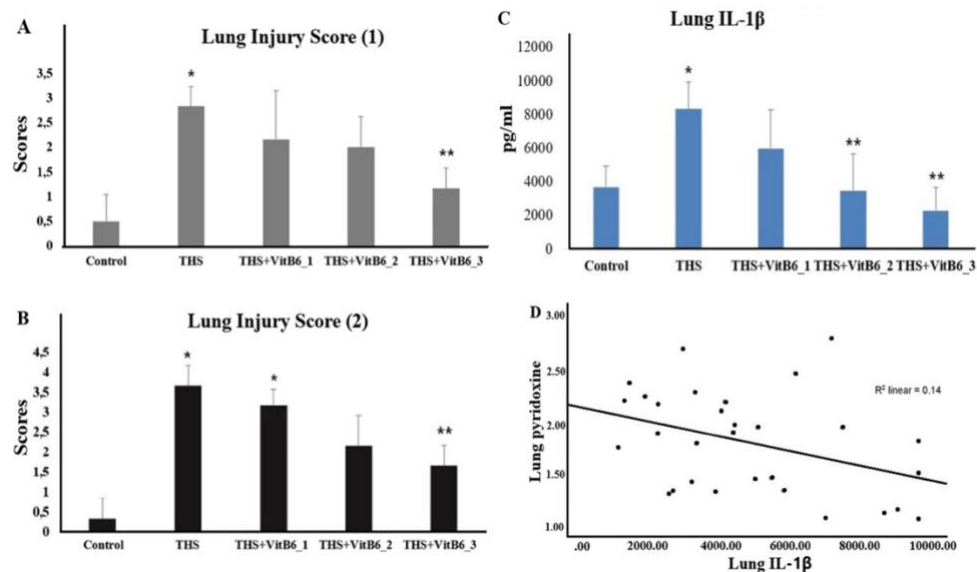 A
Lung Injury Score (1)
Scores
3,5
3
2,5
2
1,5
1
0,5
0
*
**
Control THS THS+VitB6_1 THS+VitB6_2 THS+VitB6_3
B
Lung Injury Score (2)
Scores
4,5
4
3,5
3
2,5
2
1,5
1
0,5
0
*
*
**
Control THS THS+VitB6_1 THS+VitB6_2 THS+VitB6_3
C
Lung IL-1β
pg/ml
12000
10000
8000
6000
4000
2000
0
*
**
**
Control THS THS+VitB6_1 THS+VitB6_2 THS+VitB6_3
D
Lung pyridoxine
3.00
2.50
2.00
1.50
1.00
R² linear = 0.14
.00 2000.00 4000.00 6000.00 8000.00 10000.00
Lung IL-1β